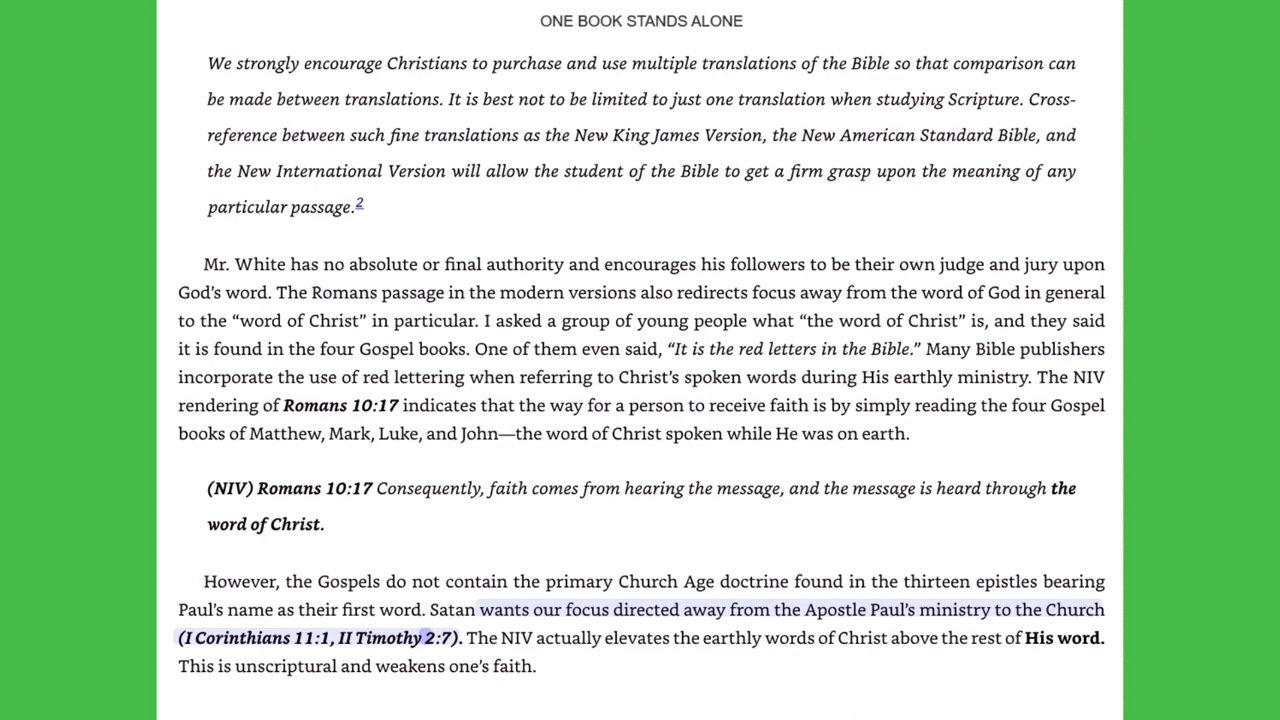 ONE BOOK STANDS ALONE
We strongly encourage Christians to purchase and use multiple translations of the Bible so that comparison can
be made between translations. It is best not to be limited to just one translation when studying Scripture. Cross-
reference between such fine translations as the New King James Version, the New American Standard Bible, and
the New International Version will allow the student of the Bible to get a firm grasp upon the meaning of any
particular passage.2
Mr. White has no absolute or final authority and encourages his followers to be their own judge and jury upon
God’s word. The Romans passage in the modern versions also redirects focus away from the word of God in general
to the “word of Christ” in particular. I asked a group of young people what “the word of Christ” is, and they said
it is found in the four Gospel books. One of them even said, “It is the red letters in the Bible.” Many Bible publishers
incorporate the use of red lettering when referring to Christ’s spoken words during His earthly ministry. The NIV
rendering of Romans 10:17 indicates that the way for a person to receive faith is by simply reading the four Gospel
books of Matthew, Mark, Luke, and John—the word of Christ spoken while He was on earth.
(NIV) Romans 10:17 Consequently, faith comes from hearing the message, and the message is heard through the
word of Christ.
However, the Gospels do not contain the primary Church Age doctrine found in the thirteen epistles bearing
Paul’s name as their first word. Satan wants our focus directed away from the Apostle Paul’s ministry to the Church
(I Corinthians 11:1, II Timothy 2:7). The NIV actually elevates the earthly words of Christ above the rest of His word.
This is unscriptural and weakens one’s faith.